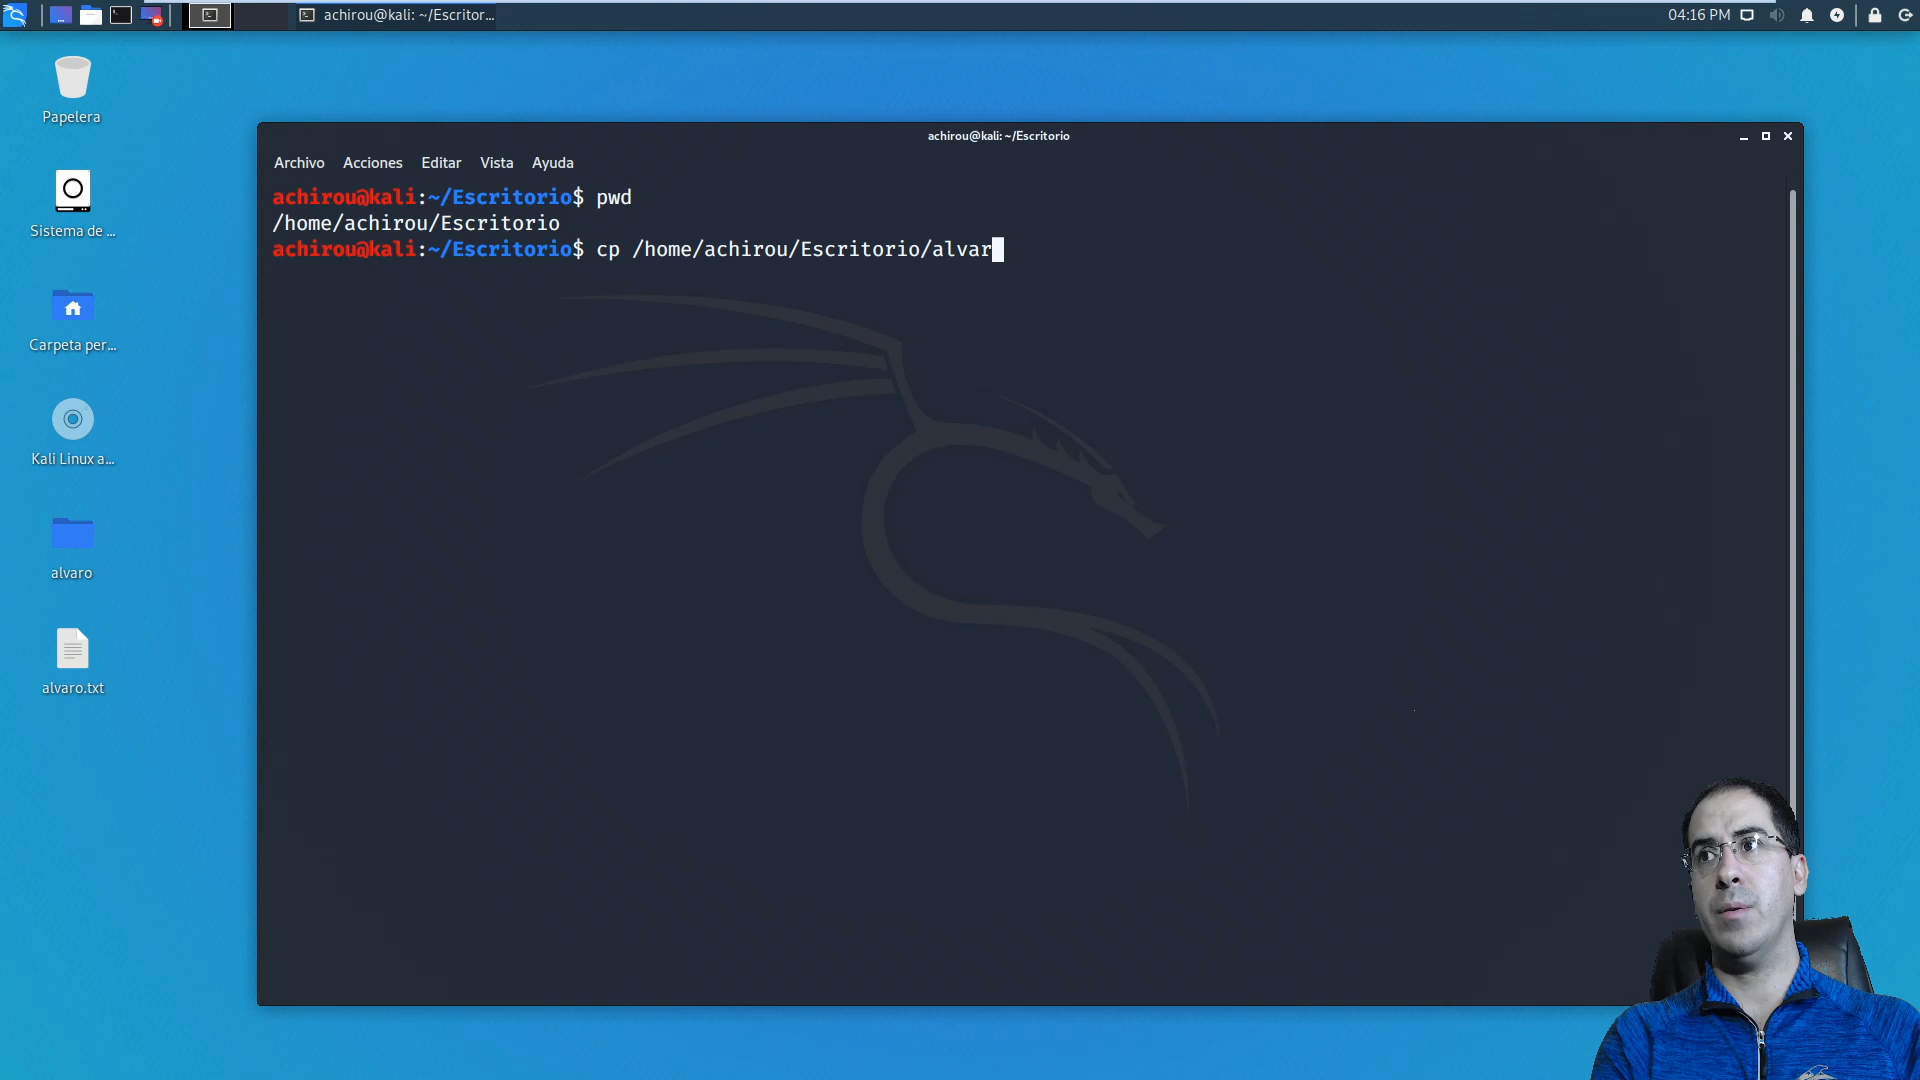 achirou@kali: ~/Escritor...
04:16 PM
Papelera
Sistema de ...
Carpeta per...
Kali Linux a...
alvaro
alvaro.txt
achirou@kali: ~/Escritorio
Archivo Acciones Editar Vista Ayuda
achirou@kali:~/Escritorio$ pwd
/home/achirou/Escritorio
achirou@kali:~/Escritorio$ cp /home/achirou/Escritorio/alvar